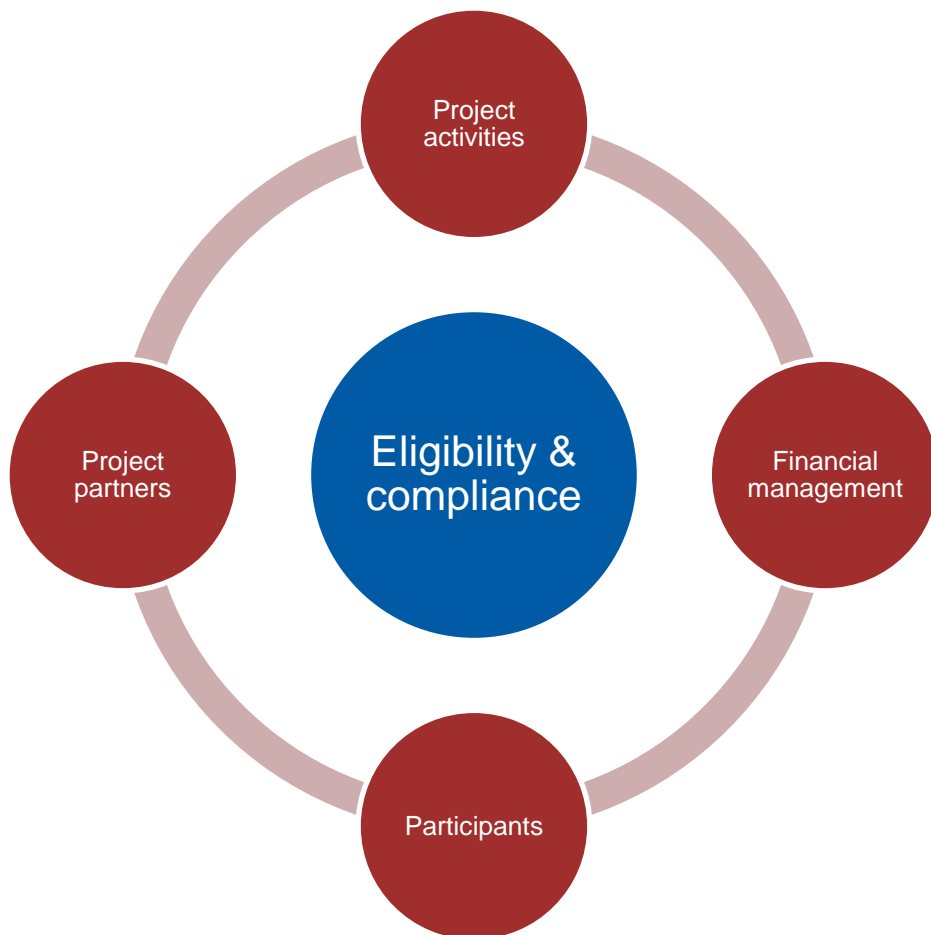 Project
activities
Project
partners
Eligibility &
compliance
Financial
management
Participants